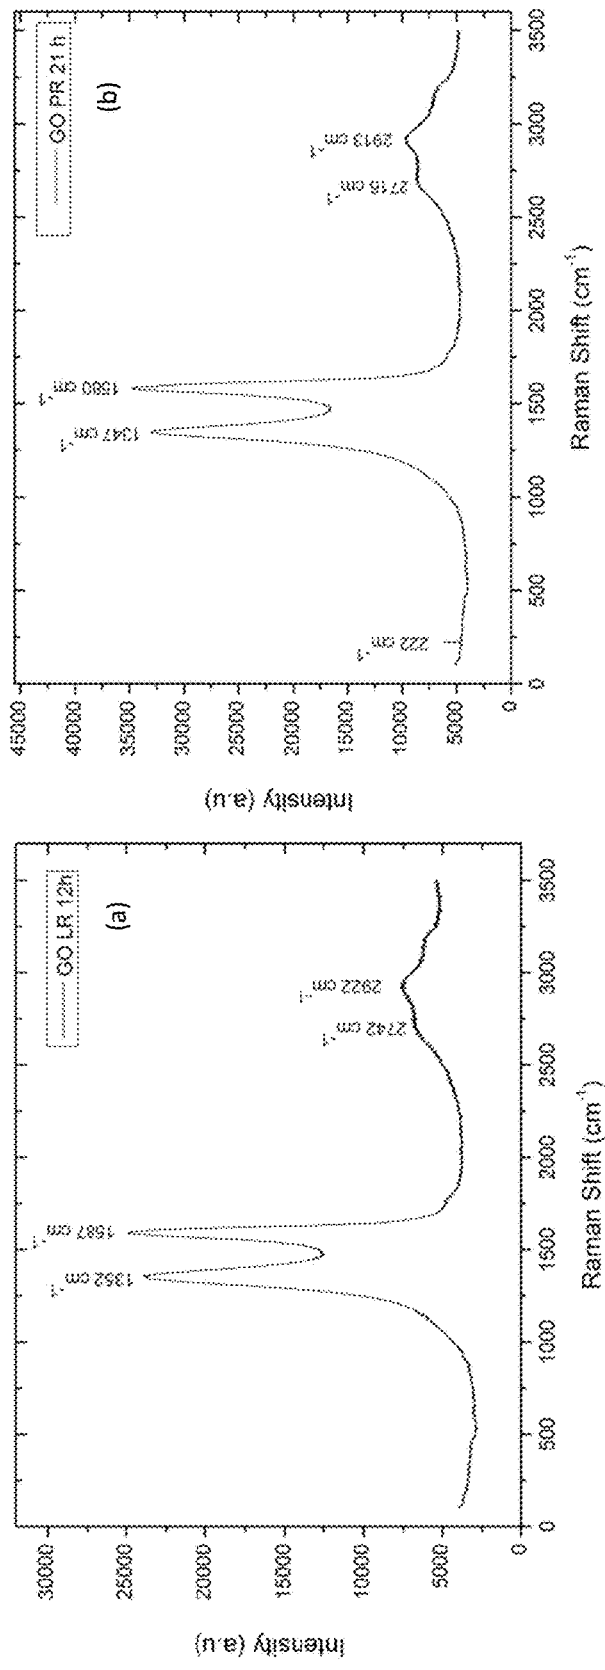 GO LR 12h
(a)
Intensity (a.u)
30000
25000
20000
15000
10000
5000
0
1352 cm⁻¹
1587 cm⁻¹
2742 cm⁻¹
2922 cm⁻¹
0 500 1000 1500 2000 2500 3000 3500
Raman Shift (cm⁻¹)
GO PR 21 h
(b)
Intensity (a.u)
45000
40000
35000
30000
25000
20000
15000
10000
5000
0
222 cm⁻¹
1347 cm⁻¹
1580 cm⁻¹
2715 cm⁻¹
2913 cm⁻¹
0 500 1000 1500 2000 2500 3000 3500
Raman Shift (cm⁻¹)